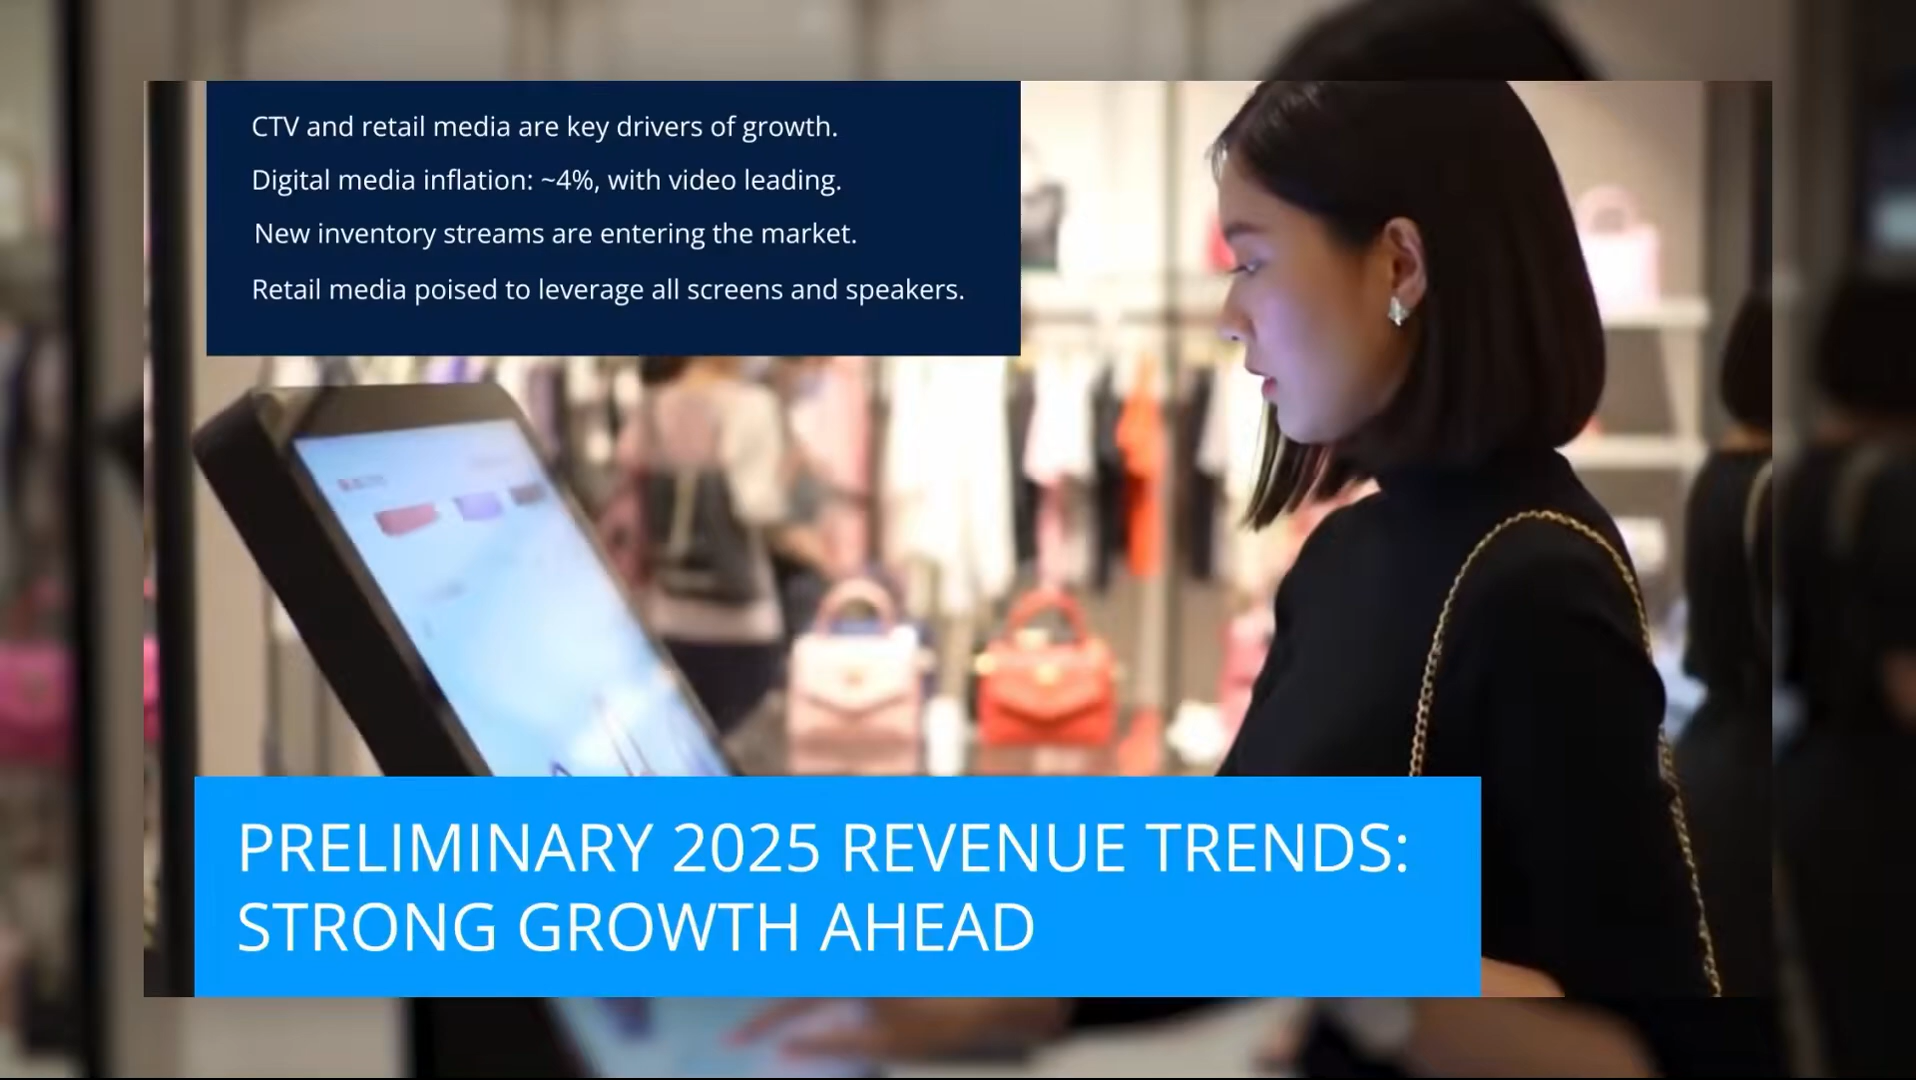 CTV and retail media are key drivers of growth.
Digital media inflation: ~4%, with video leading.
New inventory streams are entering the market.
Retail media poised to leverage all screens and speakers.
PRELIMINARY 2025 REVENUE TRENDS:
STRONG GROWTH AHEAD